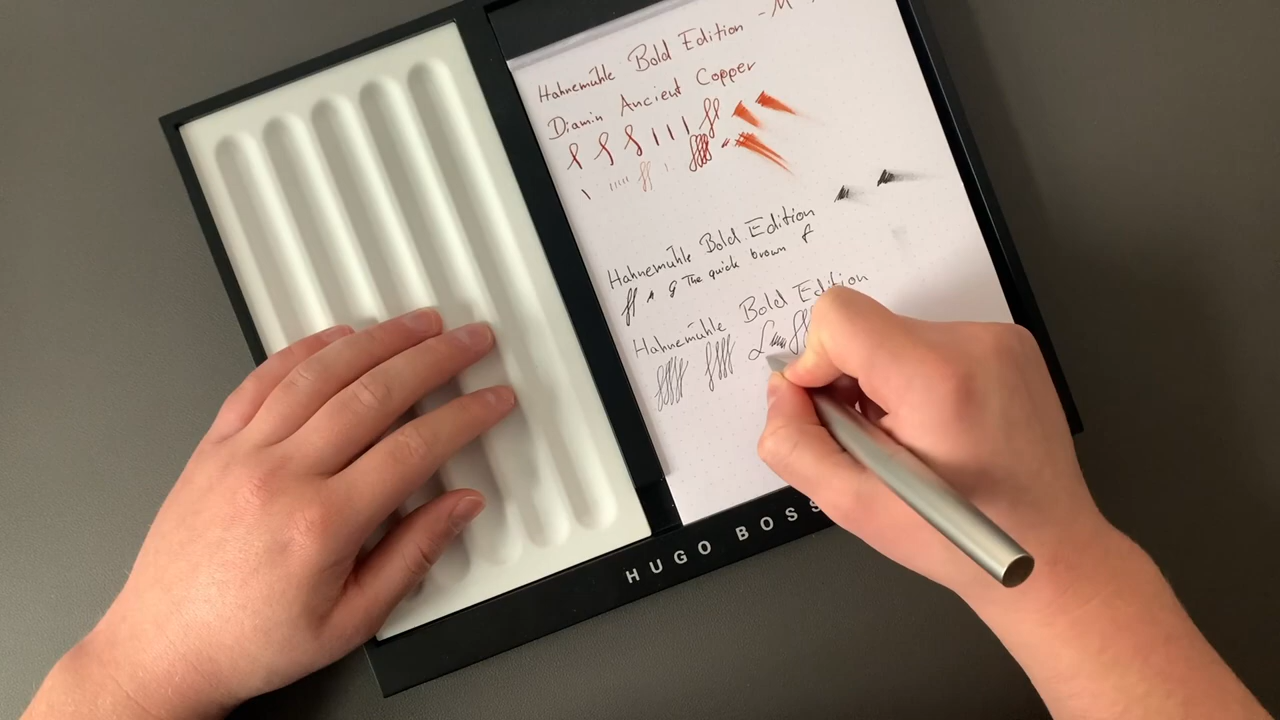 Hahnemühle Bold Edition - M
Diamin Ancient Copper
Hahnemühle Bold Edition
The quick brown f
Hahnemühle Bold Edition
HUGO BOSS